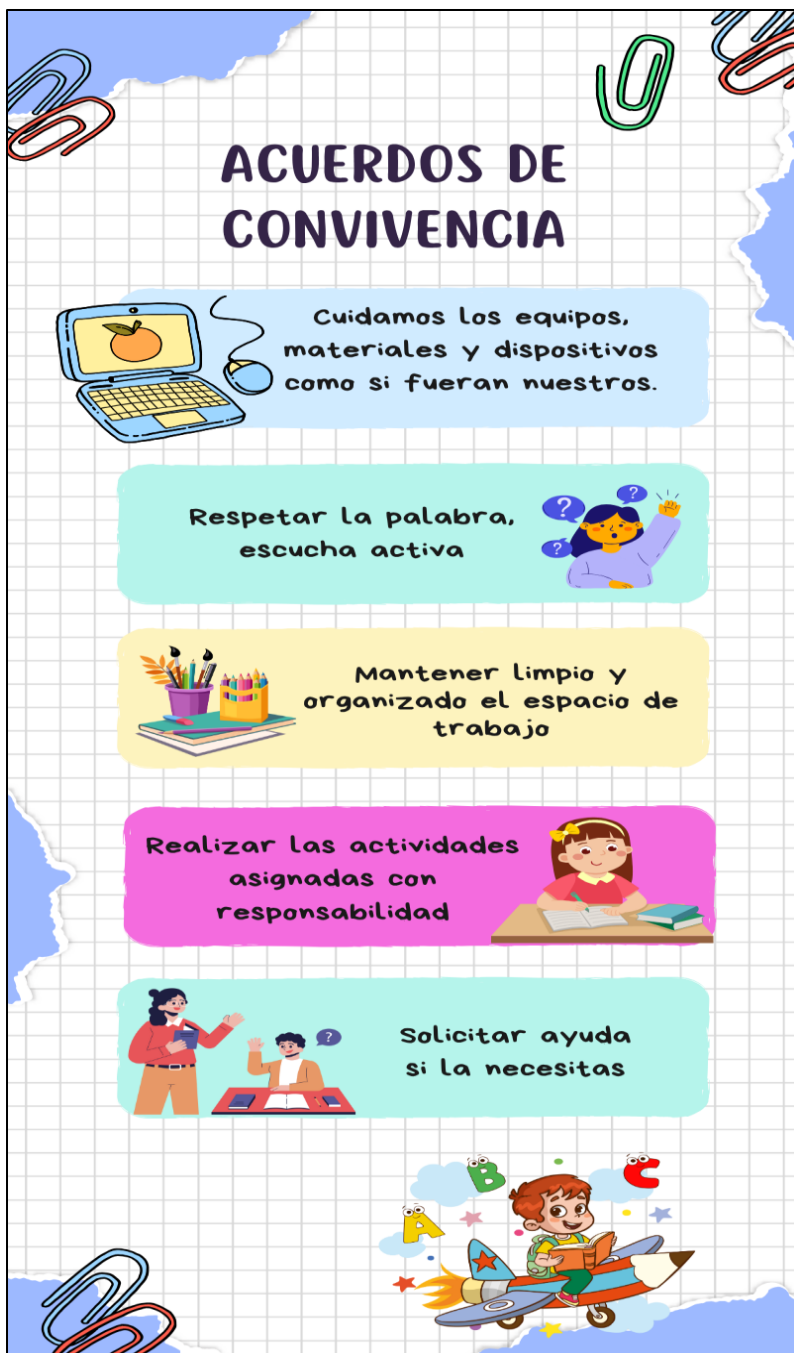 ACUERDOS DE
CONVIVENCIA
Cuidamos los equipos,
materiales y dispositivos
como si fueran nuestros.
Respetar la palabra,
escucha activa
? ? ?
Mantener limpio y
organizado el espacio de
trabajo
Realizar las actividades
asignadas con
responsabilidad
?
Solicitar ayuda
si la necesitas
A B C